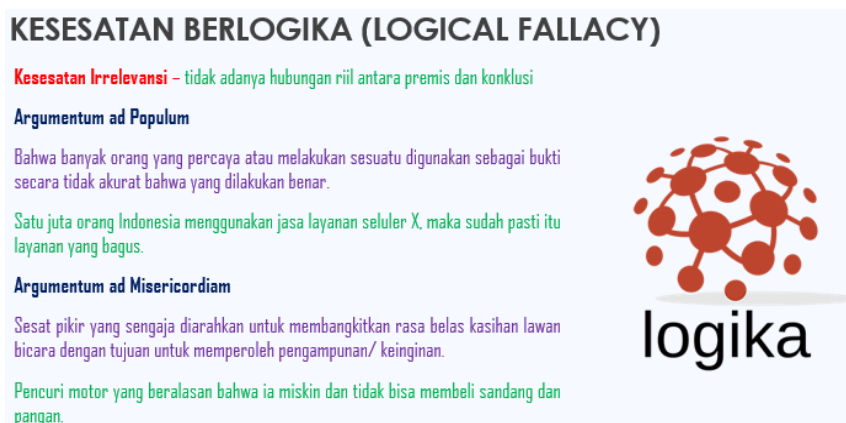 KESESATAN BERLOGIKA (LOGICAL FALLACY)
Kesesatan Irrelevansi – tidak adanya hubungan riil antara premis dan konklusi
Argumentum ad Populum
Bahwa banyak orang yang percaya atau melakukan sesuatu digunakan sebagai bukti
secara tidak akurat bahwa yang dilakukan benar.
Satu juta orang Indonesia menggunakan jasa layanan seluler X, maka sudah pasti itu
layanan yang bagus.
Argumentum ad Misericordiam
Sesat pikir yang sengaja diarahkan untuk membangkitkan rasa belas kasihan lawan
bicara dengan tujuan untuk memperoleh pengampunan/ keinginan.
Pencuri motor yang beralasan bahwa ia miskin dan tidak bisa membeli sandang dan
pangan.
logika